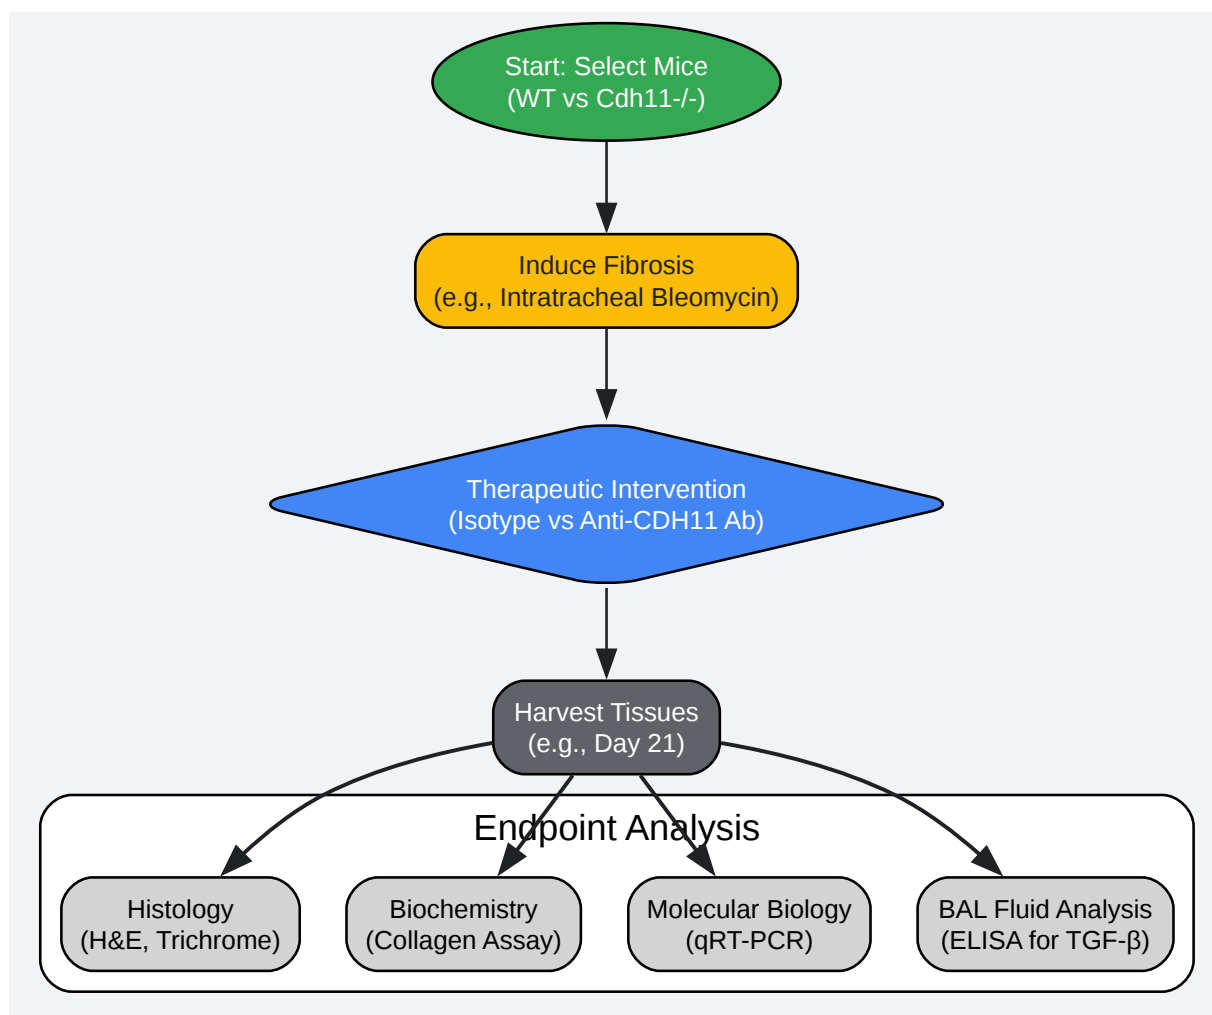 Start: Select Mice
(WT vs Cdh11-/-)
Induce Fibrosis
(e.g., Intratracheal Bleomycin)
Therapeutic Intervention
(Isotype vs Anti-CDH11 Ab)
Harvest Tissues
(e.g., Day 21)
Endpoint Analysis
Histology
(H&E, Trichrome)
Biochemistry
(Collagen Assay)
Molecular Biology
(qRT-PCR)
BAL Fluid Analysis
(ELISA for TGF-β)